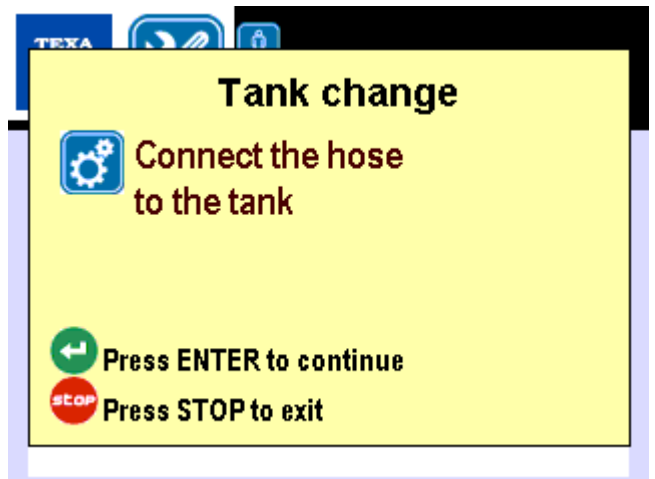 TEXA
Tank change
Connect the hose
to the tank
Press ENTER to continue
stop
Press STOP to exit